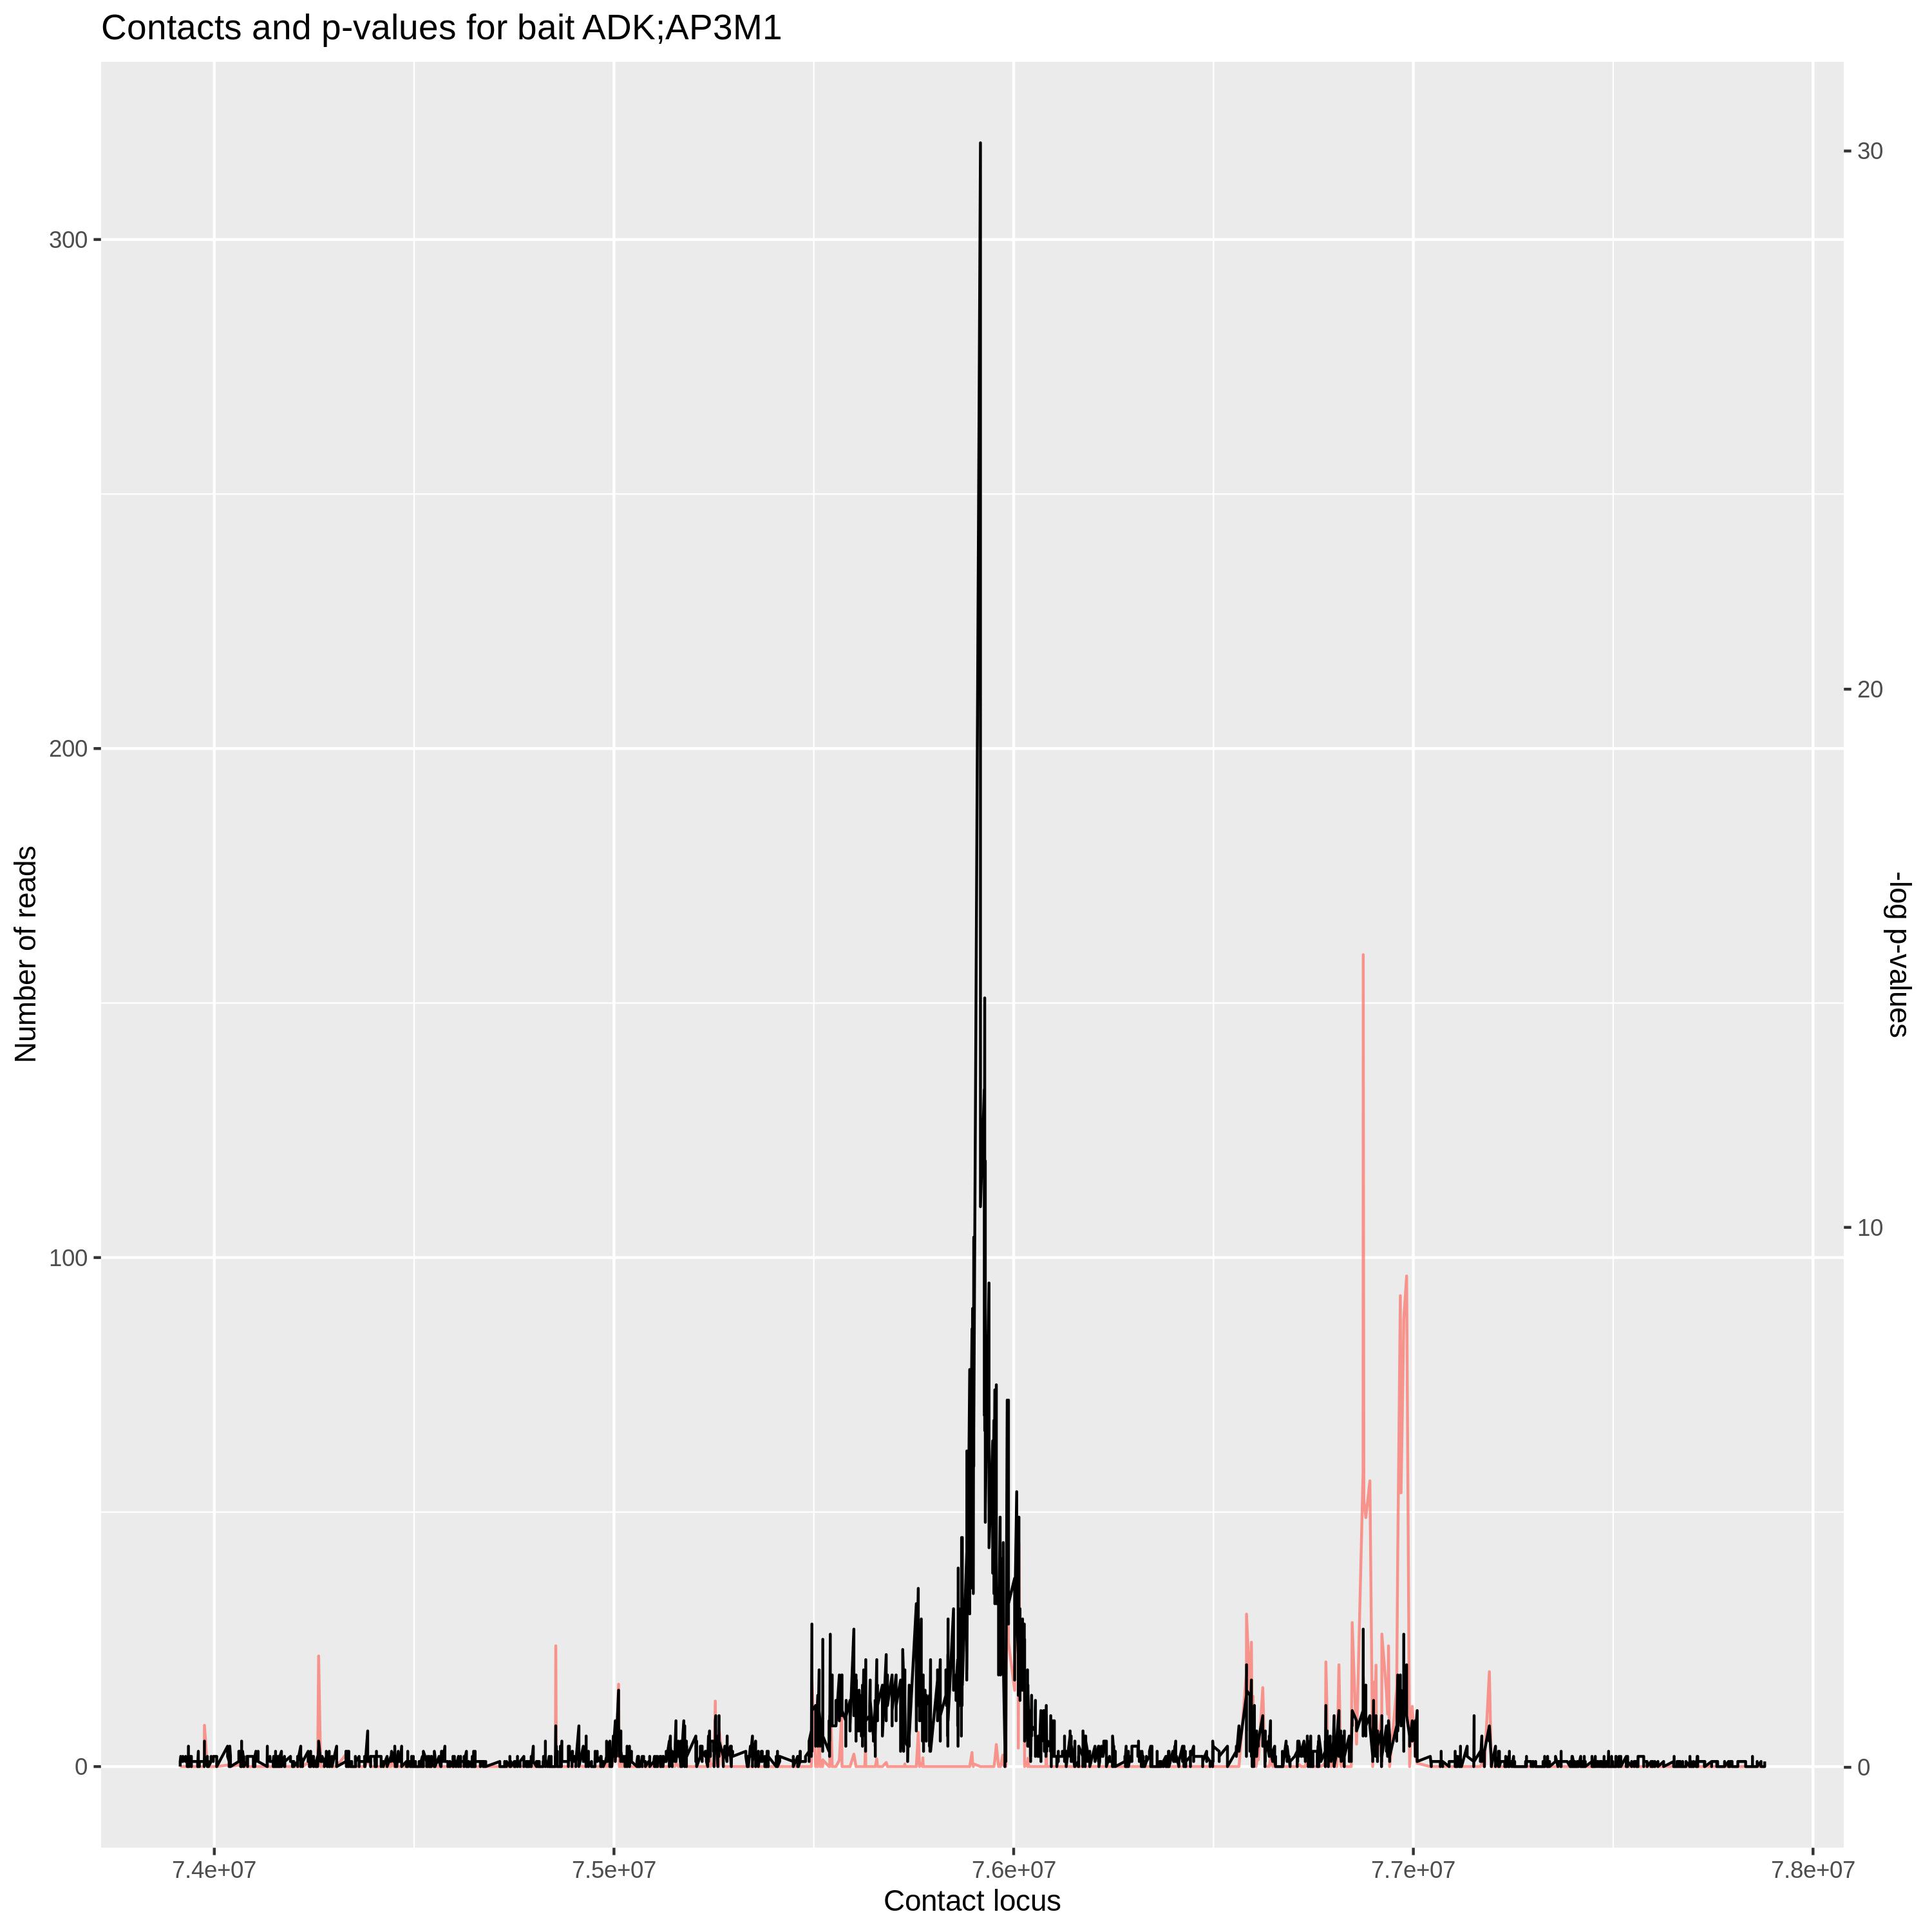 Contacts and p-values for bait ADK;AP3M1
Number of reads
300
200
100
0
30
20
10
0
-log p-values
7.4e+07 7.5e+07 7.6e+07 7.7e+07 7.8e+07
Contact locus